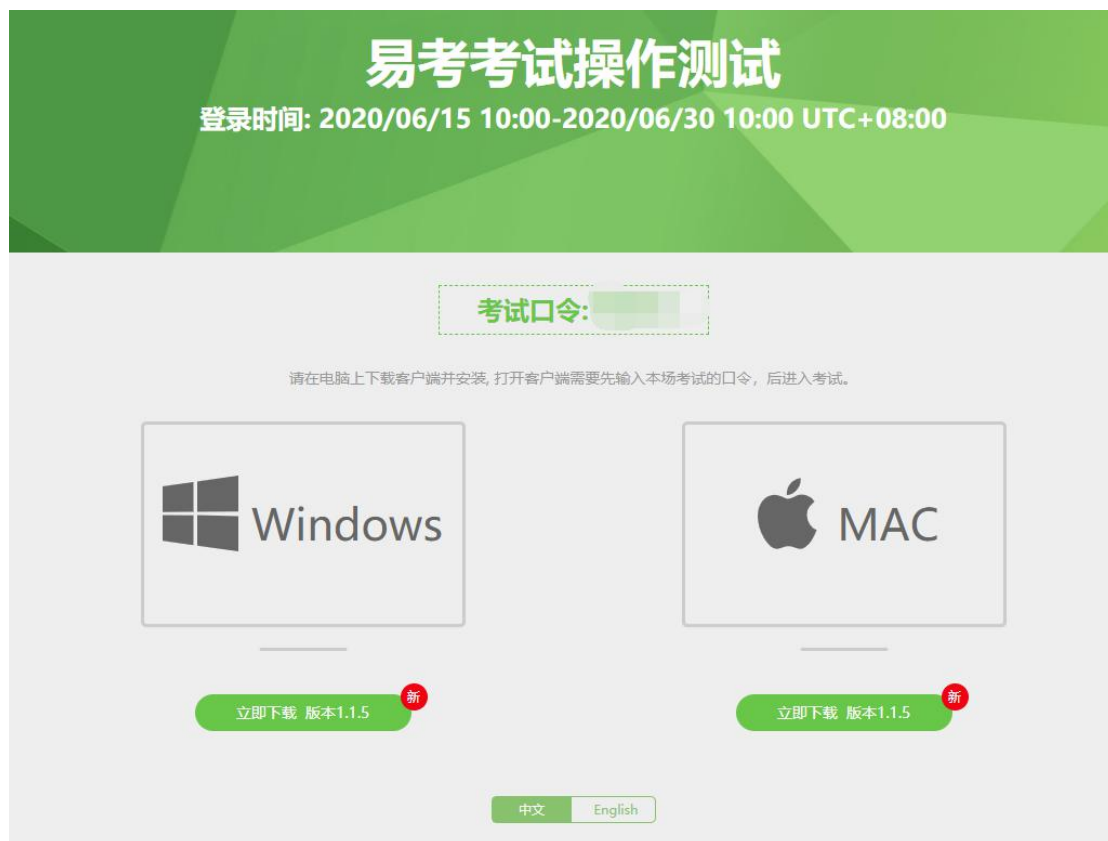 易考考试操作测试
登录时间: 2020/06/15 10:00-2020/06/30 10:00 UTC+08:00
考试口令:
请在电脑上下载客户端并安装, 打开客户端需要先输入本场考试的口令，后进入考试。
Windows
MAC
立即下载 版本1.1.5
新
立即下载 版本1.1.5
新
中文 English